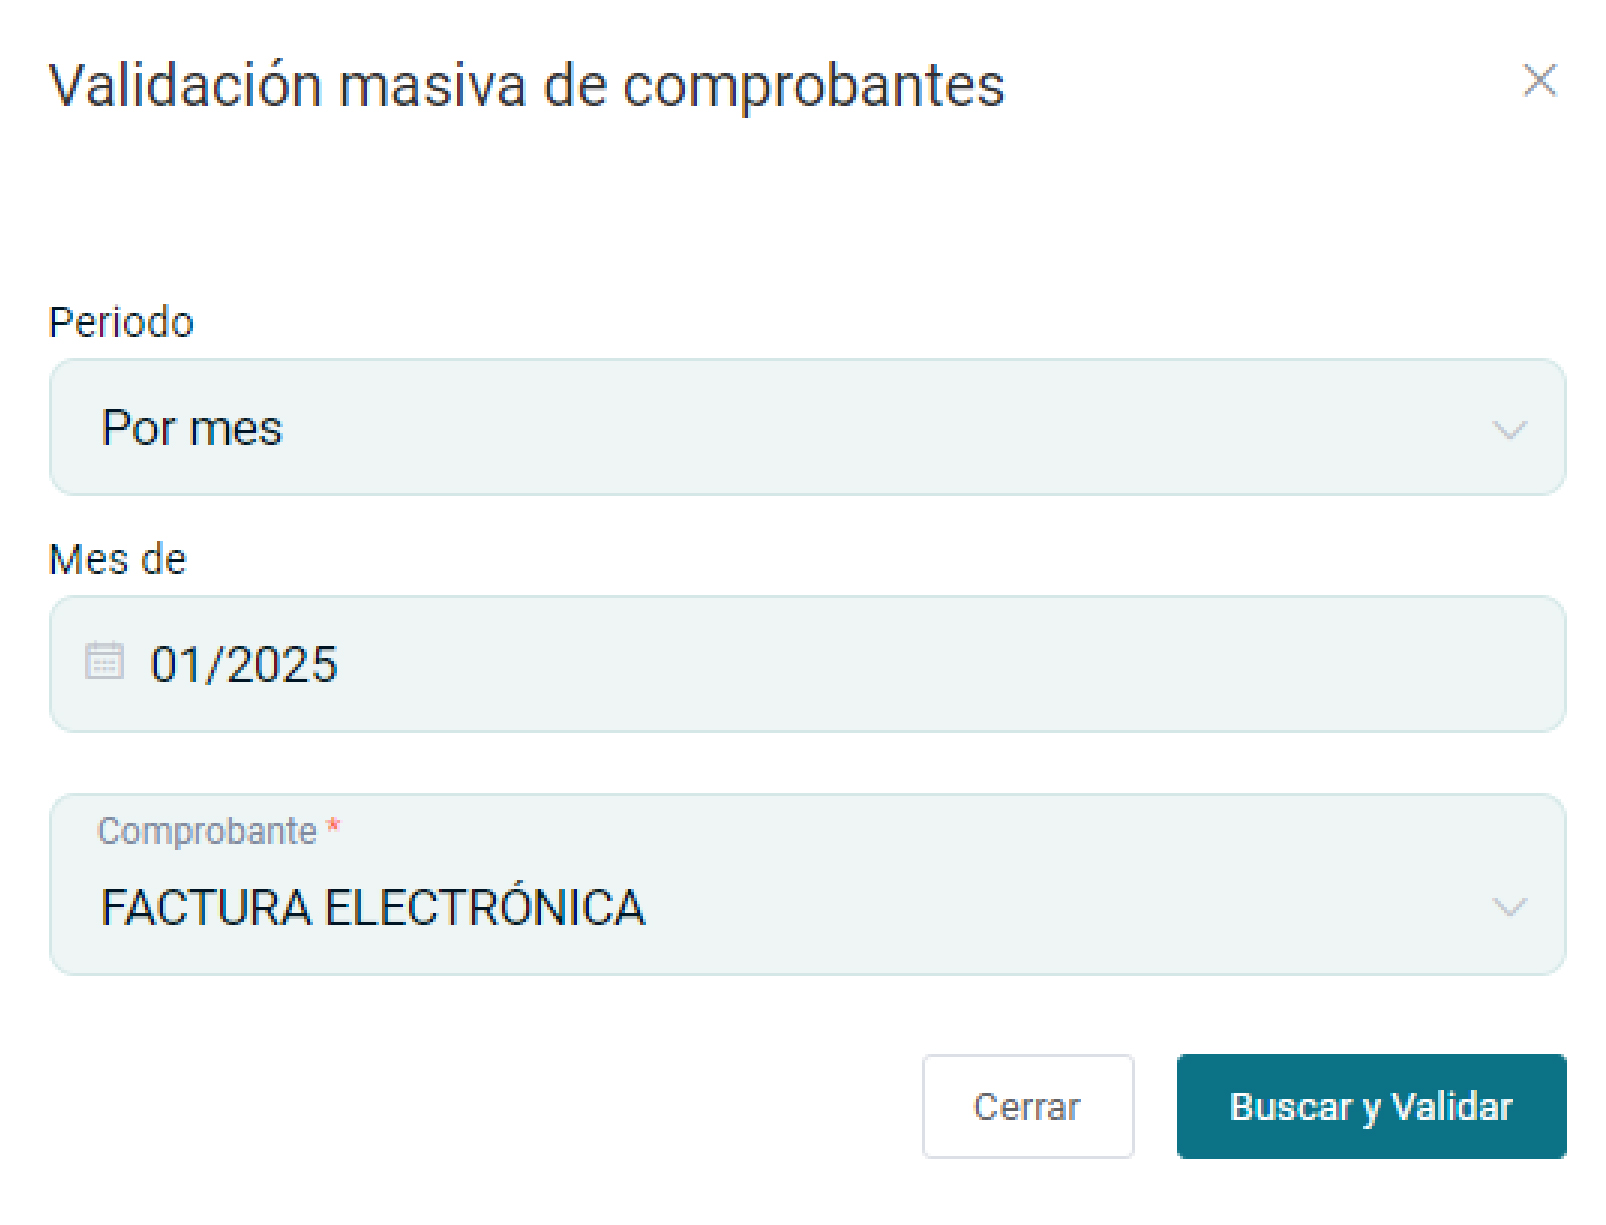 Validación masiva de comprobantes
Periodo
Por mes
Mes de
01/2025
Comprobante *
FACTURA ELECTRÓNICA
Cerrar
Buscar y Validar